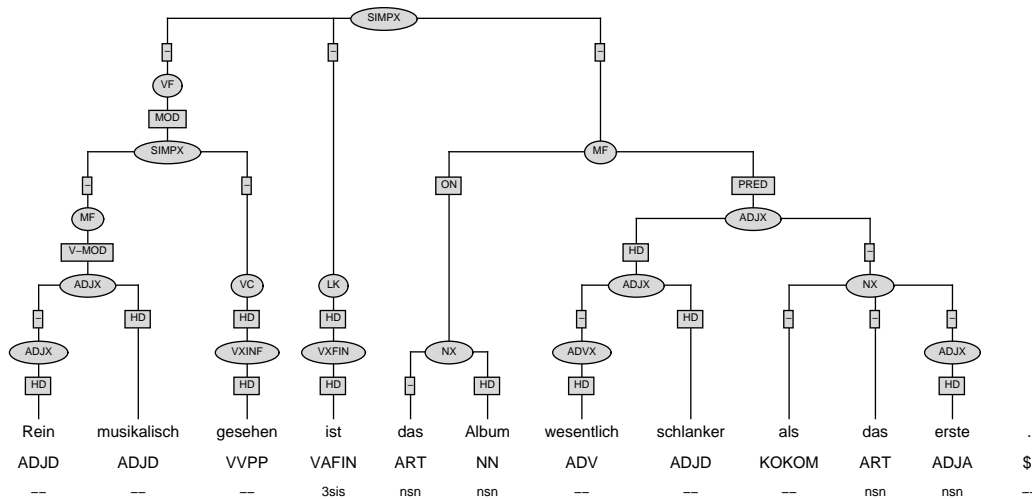 SIMPX
– – –
VF
MOD
SIMPX MF
– – ON PRED
MF ADJX
V–MOD HD –
ADJX VC LK ADJX NX
– HD HD HD – HD – – –
ADJX VXINF VXFIN NX ADVX ADJX
HD HD HD – HD HD HD
Rein musikalisch gesehen ist das Album wesentlich schlanker als das erste .
ADJD ADJD VVPP VAFIN ART NN ADV ADJD KOKOM ART ADJA $
–– –– –– 3sis nsn nsn –– –– –– nsn nsn ––